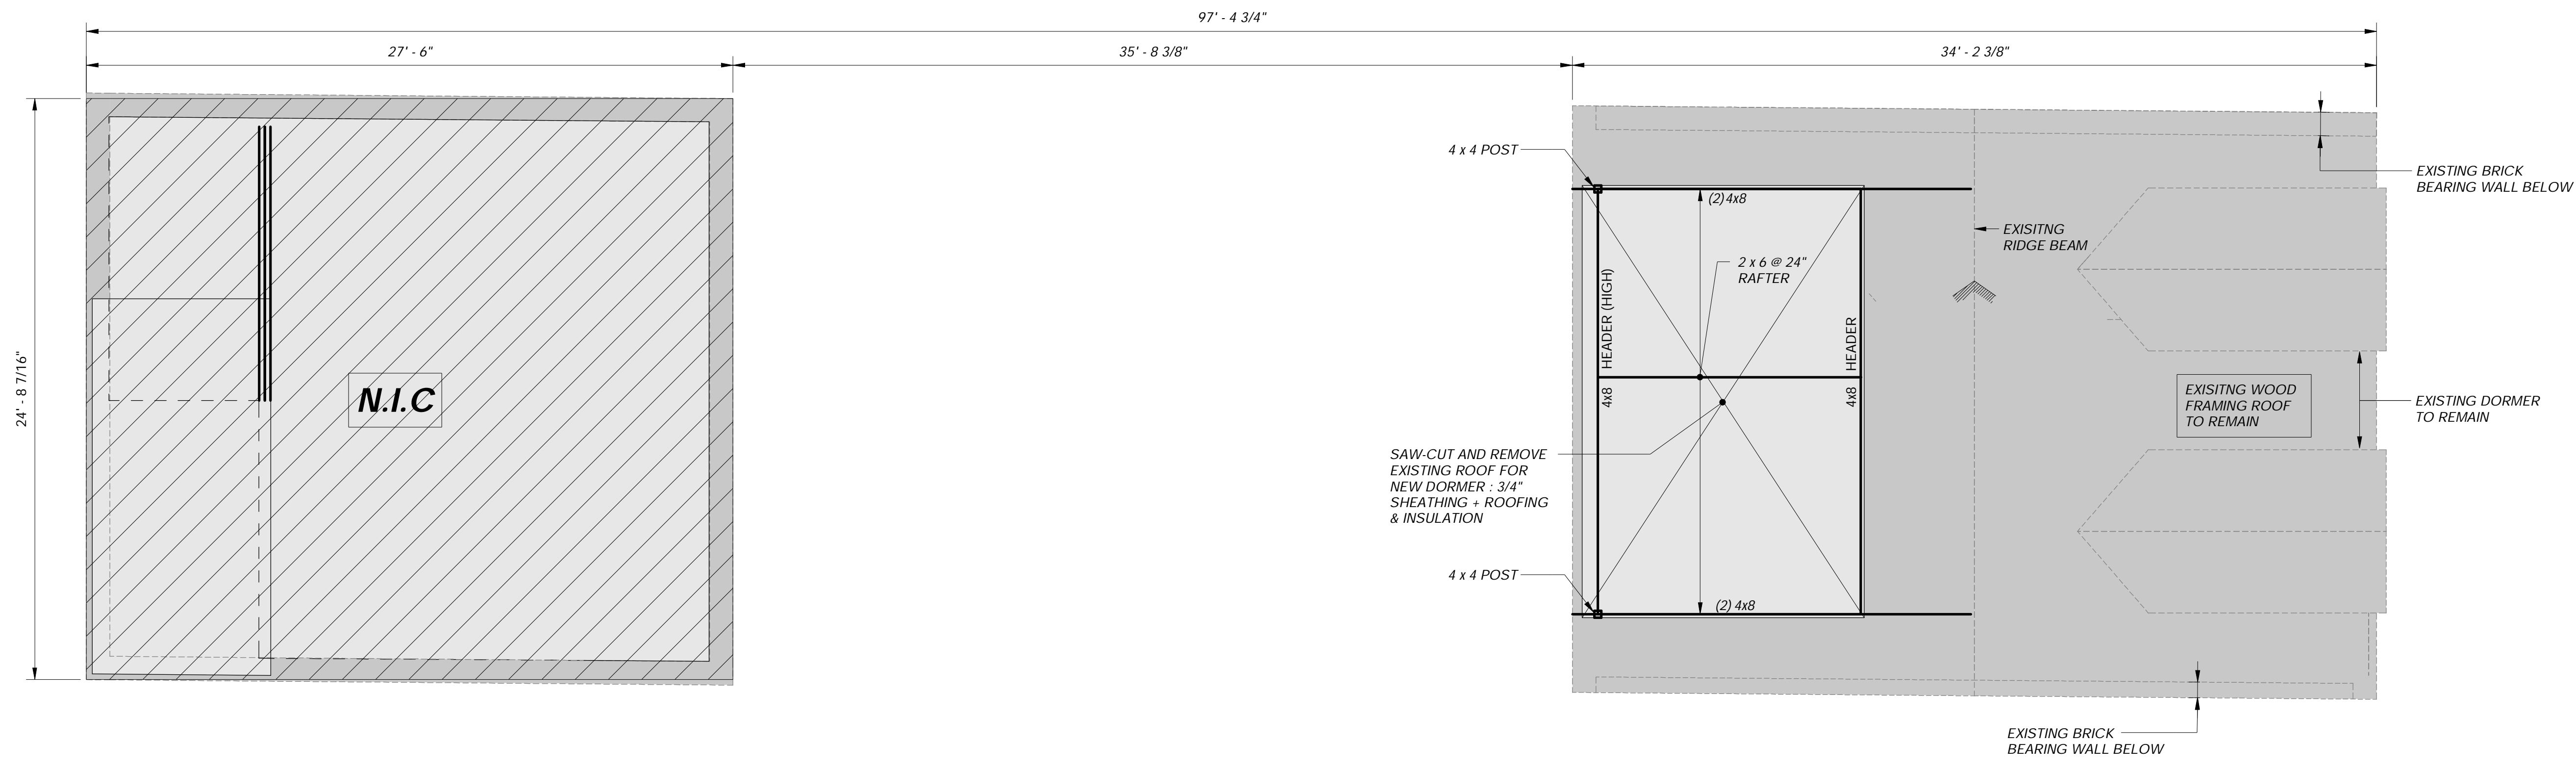 97' - 4 3/4"
27' - 6"
35' - 8 3/8"
34' - 2 3/8"
24' - 8 7/16"
N.I.C
4 x 4 POST
(2) 4x8
EXISTING BRICK
BEARING WALL BELOW
EXISITNG
RIDGE BEAM
2 x 6 @ 24"
RAFTER
HEADER (HIGH)
4x8
HEADER
4x8
EXISITNG WOOD
FRAMING ROOF
TO REMAIN
EXISTING DORMER
TO REMAIN
SAW-CUT AND REMOVE
EXISTING ROOF FOR
NEW DORMER : 3/4"
SHEATHING + ROOFING
& INSULATION
4 x 4 POST
(2) 4x8
EXISTING BRICK
BEARING WALL BELOW